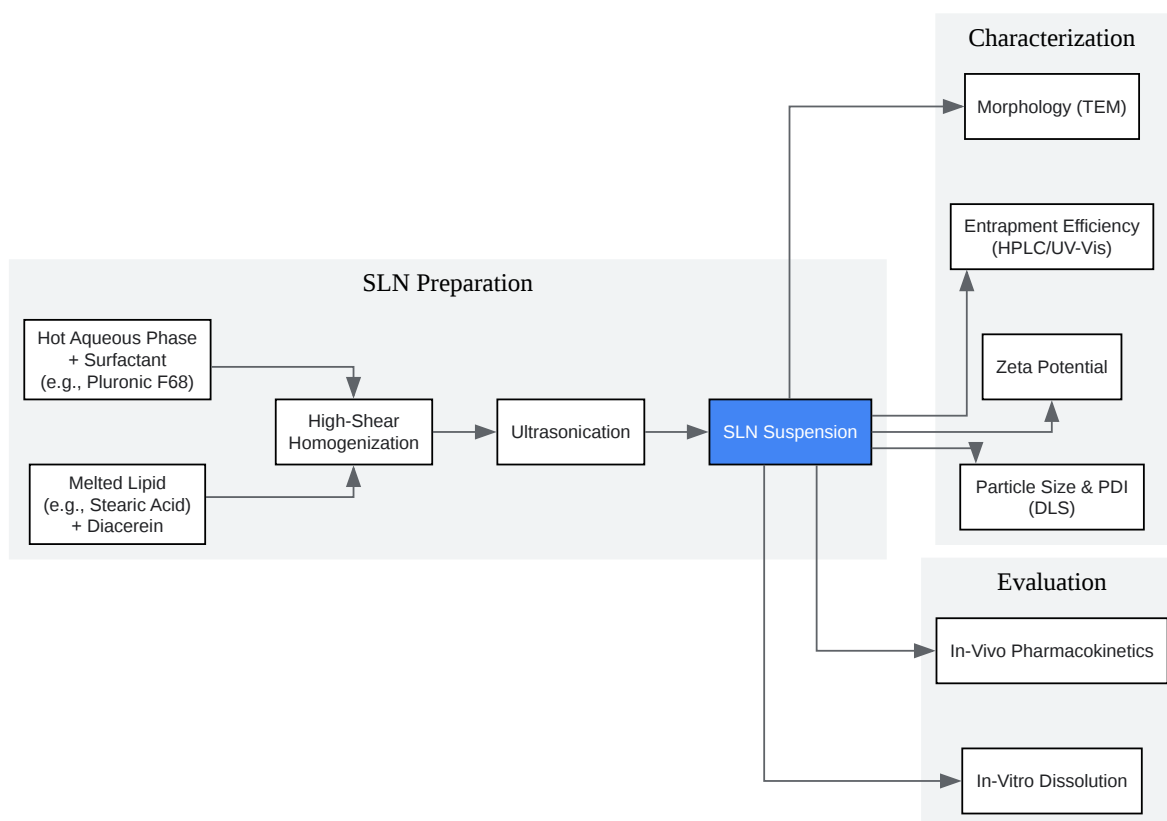 SLN Preparation
Hot Aqueous Phase
+ Surfactant
(e.g., Pluronic F68)
Melted Lipid
(e.g., Stearic Acid)
+ Diacerein
High-Shear
Homogenization
Ultrasonication
SLN Suspension
Characterization
Morphology (TEM)
Entrapment Efficiency
(HPLC/UV-Vis)
Zeta Potential
Particle Size & PDI
(DLS)
Evaluation
In-Vivo Pharmacokinetics
In-Vitro Dissolution